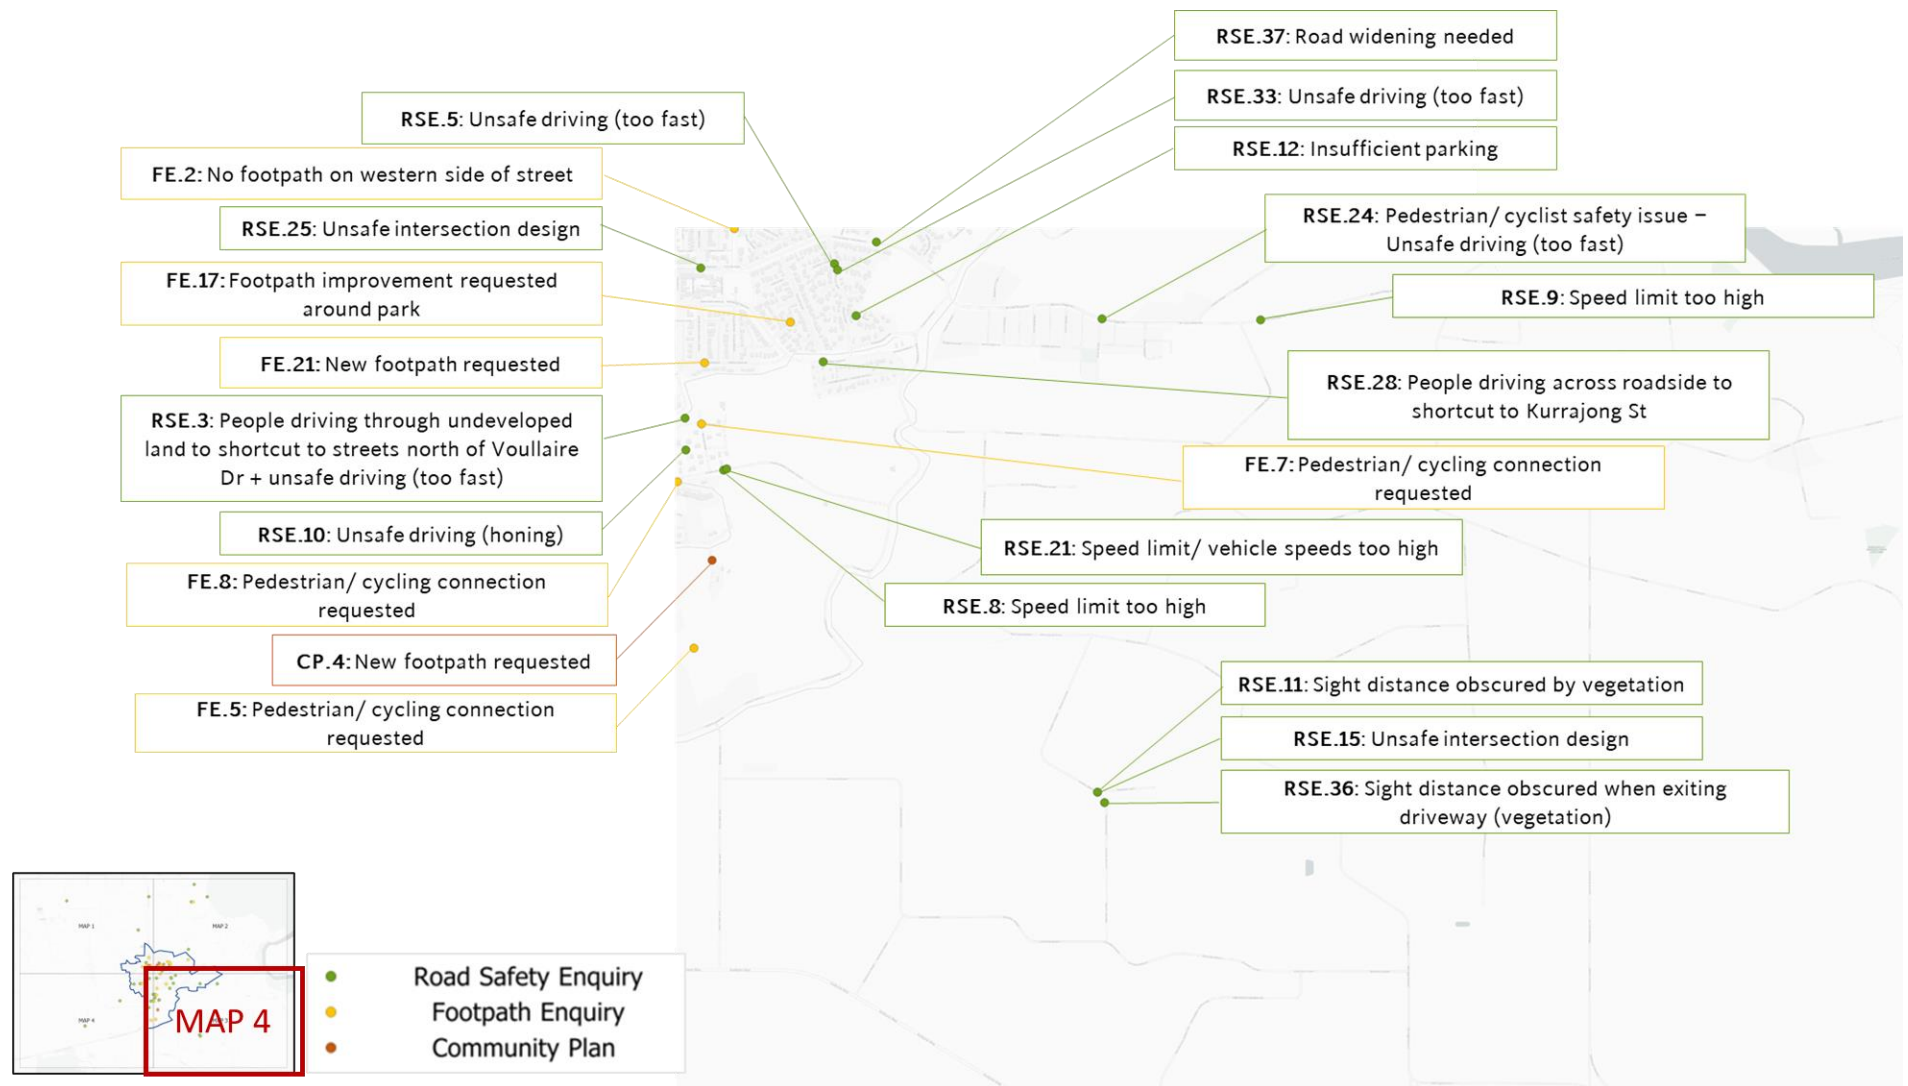 RSE.37: Road widening needed
RSE.33: Unsafe driving (too fast)
RSE.5: Unsafe driving (too fast)
RSE.12: Insufficient parking
FE.2: No footpath on western side of street
RSE.25: Unsafe intersection design
RSE.24: Pedestrian/ cyclist safety issue –
Unsafe driving (too fast)
FE.17: Footpath improvement requested
around park
RSE.9: Speed limit too high
FE.21: New footpath requested
RSE.28: People driving across roadside to
shortcut to Kurrajong St
RSE.3: People driving through undeveloped
land to shortcut to streets north of Voullaire
Dr + unsafe driving (too fast)
FE.7: Pedestrian/ cycling connection
requested
RSE.10: Unsafe driving (honing)
RSE.21: Speed limit/ vehicle speeds too high
FE.8: Pedestrian/ cycling connection
requested
RSE.8: Speed limit too high
CP.4: New footpath requested
RSE.11: Sight distance obscured by vegetation
FE.5: Pedestrian/ cycling connection
requested
RSE.15: Unsafe intersection design
RSE.36: Sight distance obscured when exiting
driveway (vegetation)
MAP 1
MAP 2
MAP 4
MAP 4
Road Safety Enquiry
Footpath Enquiry
Community Plan